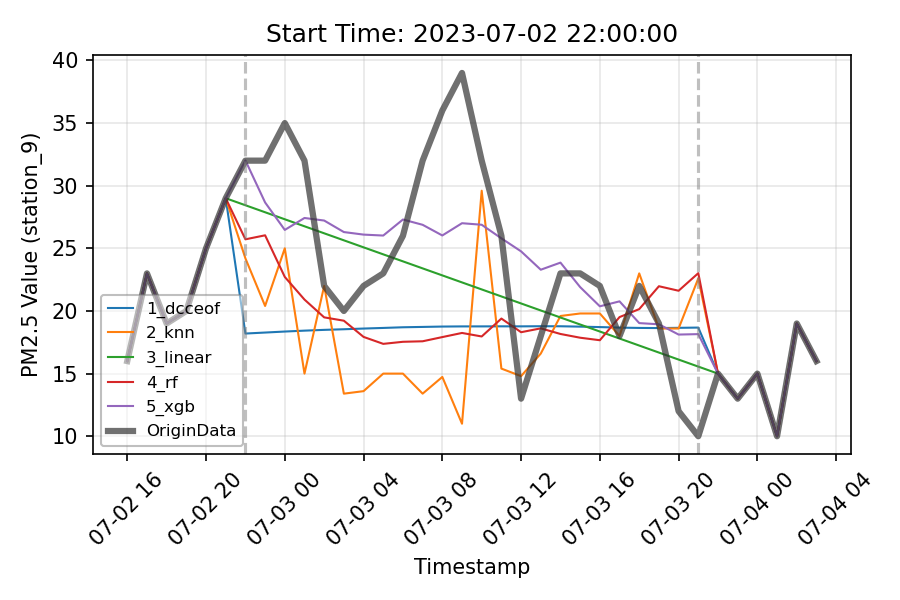 Start Time: 2023-07-02 22:00:00
PM2.5 Value (station_9)
40
35
30
25
20
15
10
1_dcceof
2_knn
3_linear
4_rf
5_xgb
OriginData
07-02 16
07-02 20
07-03 00
07-03 04
07-03 08
07-03 12
07-03 16
07-03 20
07-04 00
07-04 04
Timestamp